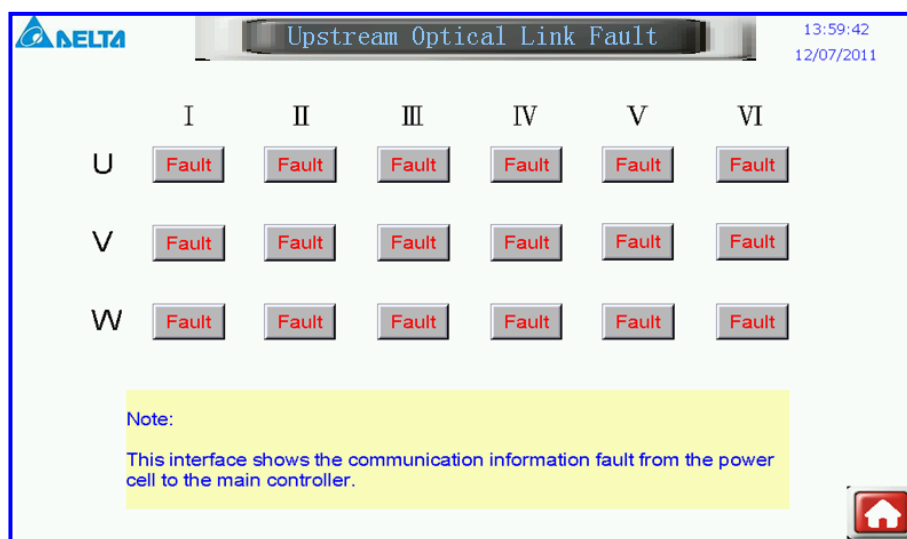 DELTA
Upstream Optical Link Fault
13:59:42
12/07/2011
I II III IV V VI
U Fault Fault Fault Fault Fault Fault
V Fault Fault Fault Fault Fault Fault
W Fault Fault Fault Fault Fault Fault
Note:
This interface shows the communication information fault from the power
cell to the main controller.